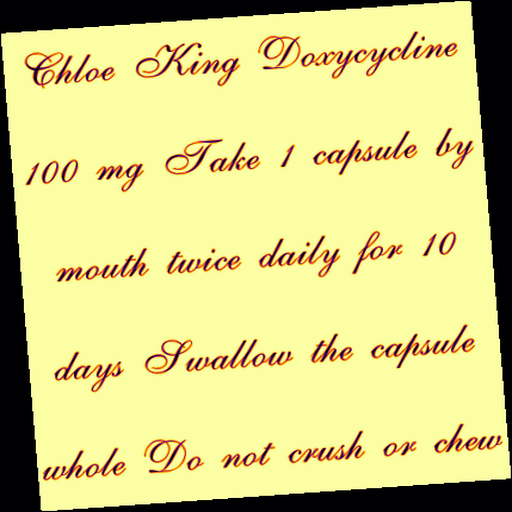 Chloe King Doxycycline
100 mg Take 1 capsule by
mouth twice daily for 10
days Swallow the capsule
whole Do not crush or chew